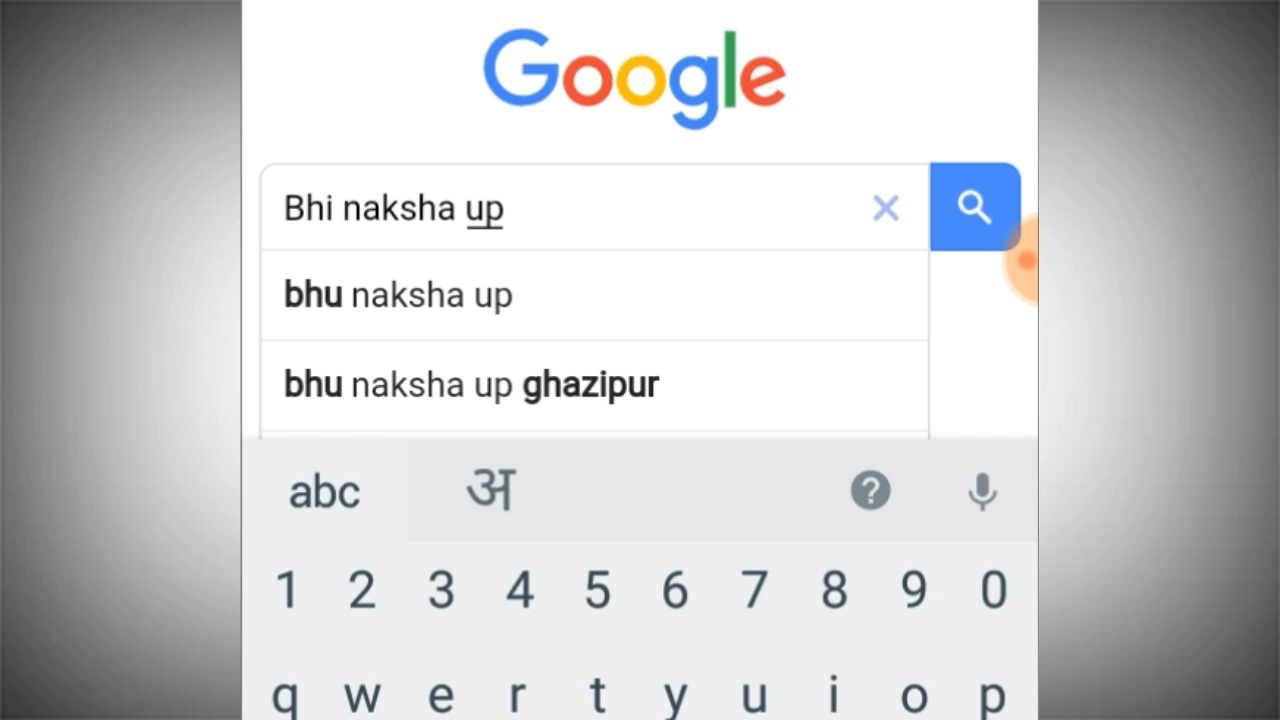 Google
Bhi naksha up
bhu naksha up
bhu naksha up ghazipur
abc अ ?
1 2 3 4 5 6 7 8 9 0
q w e r t y u i o p